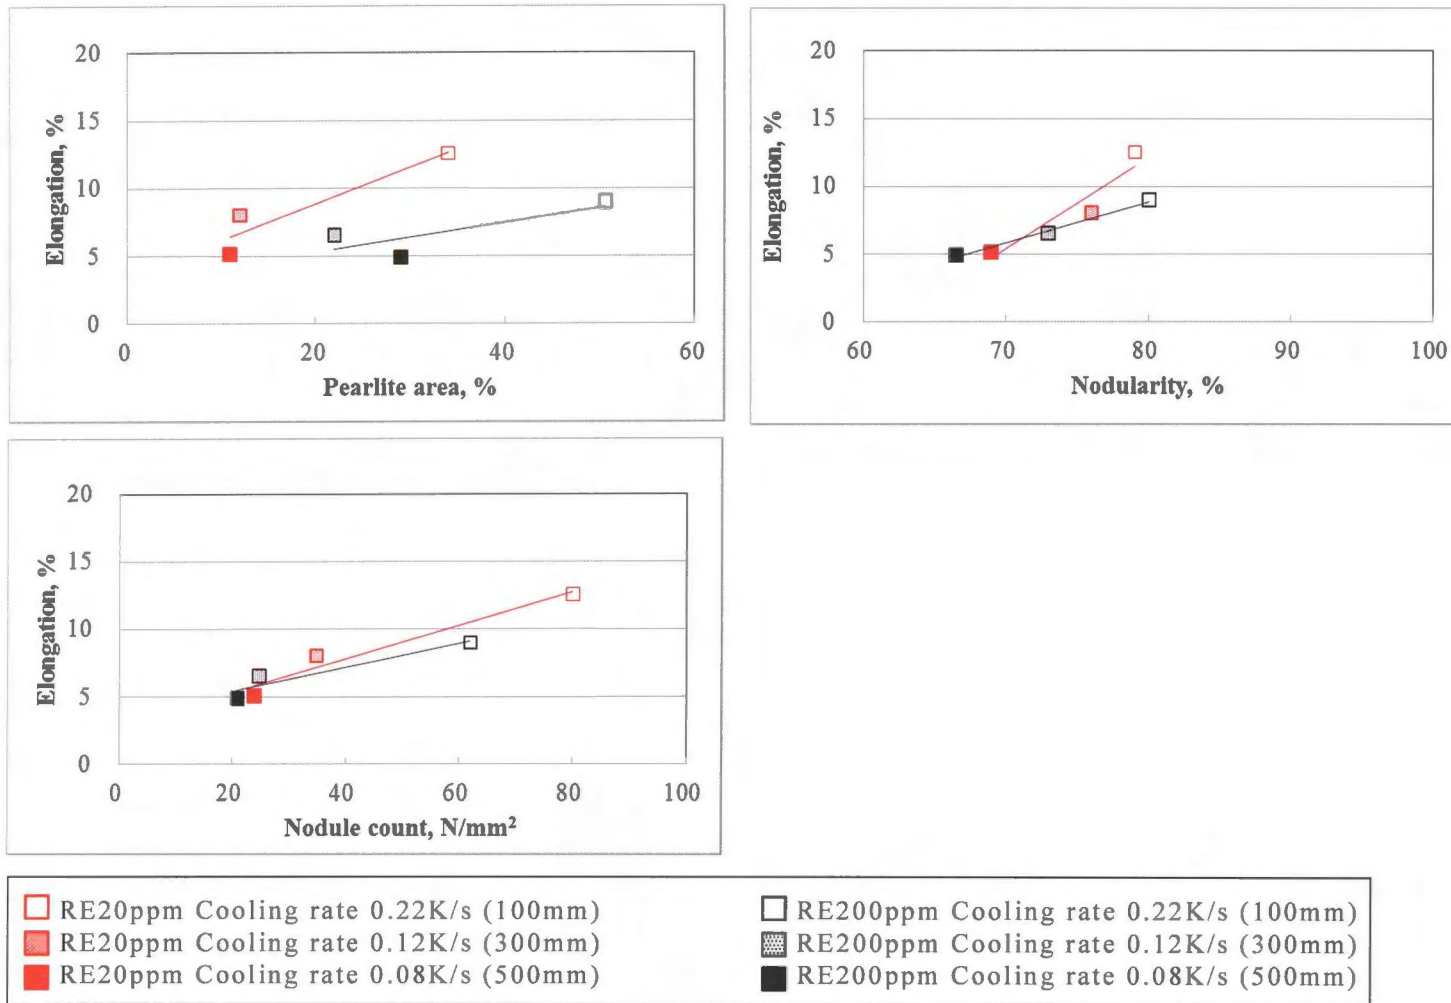 20
15
10
5
0
Elongation, %
0 20 40 60
Pearlite area, %
20
15
10
5
0
Elongation, %
60 70 80 90 100
Nodularity, %
20
15
10
5
0
Elongation, %
0 20 40 60 80 100
Nodule count, N/mm²
RE20ppm Cooling rate 0.22K/s (100mm)
RE20ppm Cooling rate 0.12K/s (300mm)
RE20ppm Cooling rate 0.08K/s (500mm)
RE200ppm Cooling rate 0.22K/s (100mm)
RE200ppm Cooling rate 0.12K/s (300mm)
RE200ppm Cooling rate 0.08K/s (500mm)